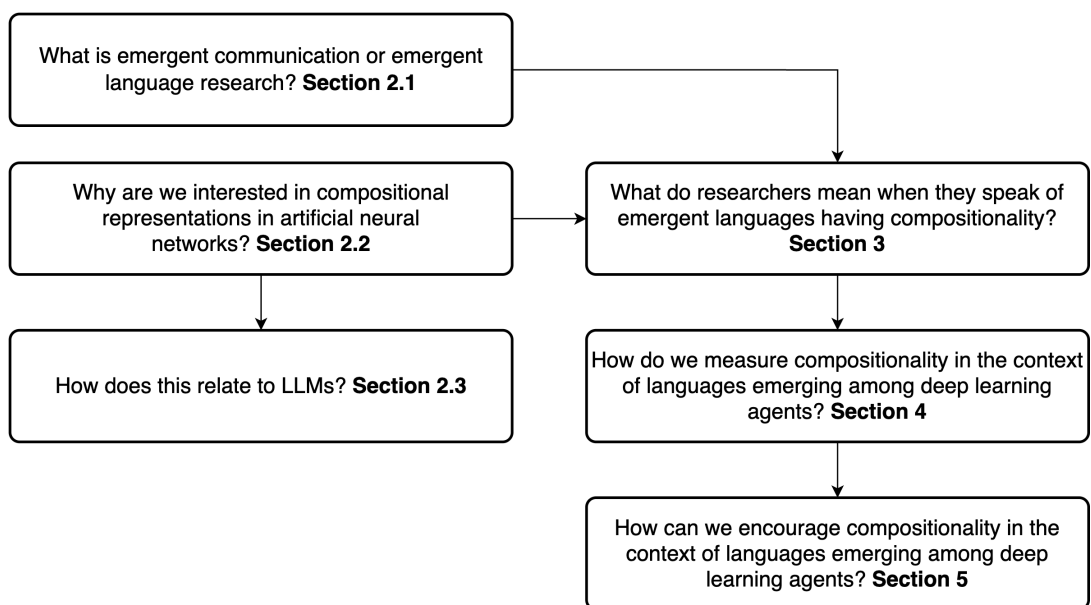 What is emergent communication or emergent
language research? Section 2.1
Why are we interested in compositional
representations in artificial neural
networks? Section 2.2
How does this relate to LLMs? Section 2.3
What do researchers mean when they speak of
emergent languages having compositionality?
Section 3
How do we measure compositionality in the context
of languages emerging among deep learning
agents? Section 4
How can we encourage compositionality in the
context of languages emerging among deep
learning agents? Section 5